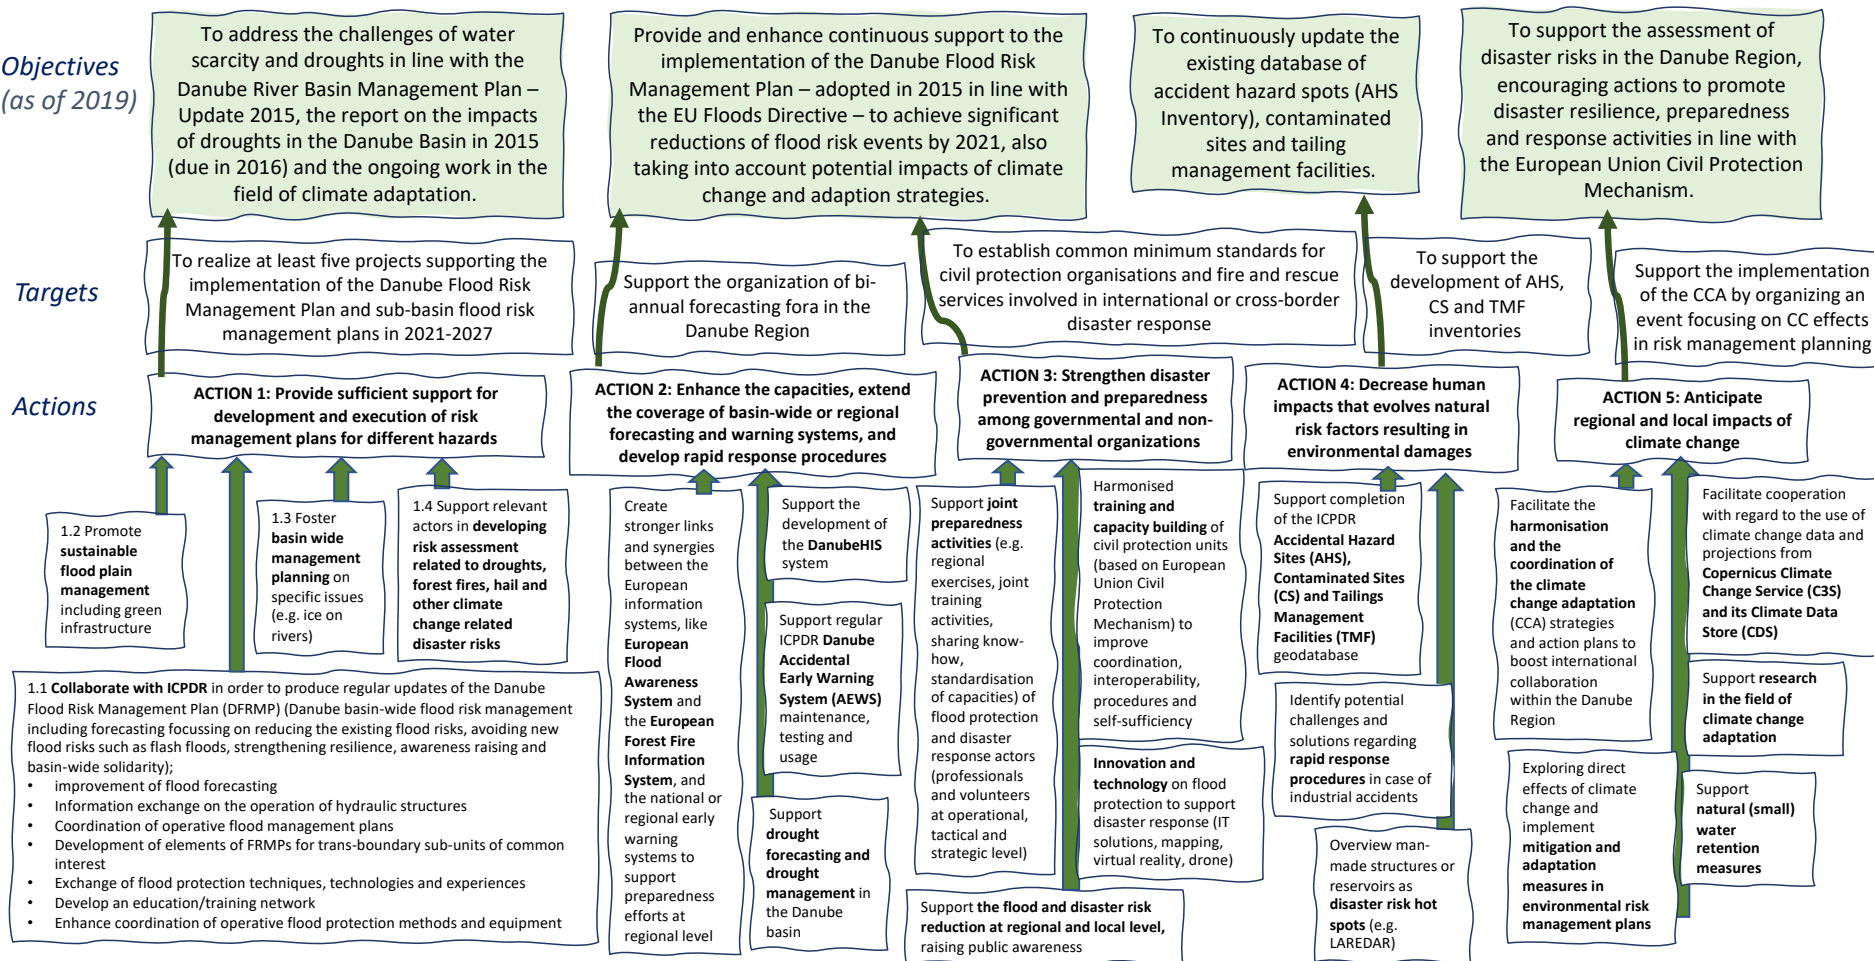 Objectives
(as of 2019)
To address the challenges of water
scarcity and droughts in line with the
Danube River Basin Management Plan –
Update 2015, the report on the impacts
of droughts in the Danube Basin in 2015
(due in 2016) and the ongoing work in the
field of climate adaptation.
Provide and enhance continuous support to the
implementation of the Danube Flood Risk
Management Plan – adopted in 2015 in line with
the EU Floods Directive – to achieve significant
reductions of flood risk events by 2021, also
taking into account potential impacts of climate
change and adaption strategies.
To continuously update the
existing database of
accident hazard spots (AHS
Inventory), contaminated
sites and tailing
management facilities.
To support the assessment of
disaster risks in the Danube Region,
encouraging actions to promote
disaster resilience, preparedness
and response activities in line with
the European Union Civil Protection
Mechanism.
Targets
To realize at least five projects supporting the
implementation of the Danube Flood Risk
Management Plan and sub-basin flood risk
management plans in 2021-2027
Support the organization of bi-
annual forecasting fora in the
Danube Region
To establish common minimum standards for
civil protection organisations and fire and rescue
services involved in international or cross-border
disaster response
To support the
development of AHS,
CS and TMF
inventories
Support the implementation
of the CCA by organizing an
event focusing on CC effects
in risk management planning
Actions
ACTION 1: Provide sufficient support for
development and execution of risk
management plans for different hazards
ACTION 2: Enhance the capacities, extend
the coverage of basin-wide or regional
forecasting and warning systems, and
develop rapid response procedures
ACTION 3: Strengthen disaster
prevention and preparedness
among governmental and non-
governmental organizations
ACTION 4: Decrease human
impacts that evolves natural
risk factors resulting in
environmental damages
ACTION 5: Anticipate
regional and local impacts of
climate change
1.2 Promote
sustainable
flood plain
management
including green
infrastructure
1.3 Foster
basin wide
management
planning on
specific issues
(e.g. ice on
rivers)
1.4 Support relevant
actors in developing
risk assessment
related to droughts,
forest fires, hail and
other climate
change related
disaster risks
1.1 Collaborate with ICPDR in order to produce regular updates of the Danube
Flood Risk Management Plan (DFRMP) (Danube basin-wide flood risk management
including forecasting focussing on reducing the existing flood risks, avoiding new
flood risks such as flash floods, strengthening resilience, awareness raising and
basin-wide solidarity);
• improvement of flood forecasting
• Information exchange on the operation of hydraulic structures
• Coordination of operative flood management plans
• Development of elements of FRMPs for trans-boundary sub-units of common
interest
• Exchange of flood protection techniques, technologies and experiences
• Develop an education/training network
• Enhance coordination of operative flood protection methods and equipment
Create
stronger links
and synergies
between the
European
information
systems, like
European
Flood
Awareness
System and
the European
Forest Fire
Information
System, and
the national or
regional early
warning
systems to
support
preparedness
efforts at
regional level
Support the
development of
the DanubeHIS
system
Support regular
ICPDR Danube
Accidental
Early Warning
System (AEWS)
maintenance,
testing and
usage
Support
drought
forecasting and
drought
management in
the Danube
basin
Support joint
preparedness
activities (e.g.
regional
exercises, joint
training
activities,
sharing know-
how,
standardisation
of capacities) of
flood protection
and disaster
response actors
(professionals
and volunteers
at operational,
tactical and
strategic level)
Harmonised
training and
capacity building of
civil protection units
(based on European
Union Civil
Protection
Mechanism) to
improve
coordination,
interoperability,
procedures and
self-sufficiency
Innovation and
technology on flood
protection to support
disaster response (IT
solutions, mapping,
virtual reality, drone)
Support the flood and disaster risk
reduction at regional and local level,
raising public awareness
Support completion
of the ICPDR
Accidental Hazard
Sites (AHS),
Contaminated Sites
(CS) and Tailings
Management
Facilities (TMF)
geodatabase
Identify potential
challenges and
solutions regarding
rapid response
procedures in case of
industrial accidents
Overview man-
made structures or
reservoirs as
disaster risk hot
spots (e.g.
LAREDAR)
Facilitate the
harmonisation
and the
coordination of
the climate
change adaptation
(CCA) strategies
and action plans to
boost international
collaboration
within the Danube
Region
Exploring direct
effects of climate
change and
implement
mitigation and
adaptation
measures in
environmental risk
management plans
Facilitate cooperation
with regard to the use of
climate change data and
projections from
Copernicus Climate
Change Service (C3S)
and its Climate Data
Store (CDS)
Support research
in the field of
climate change
adaptation
Support
natural (small)
water
retention
measures